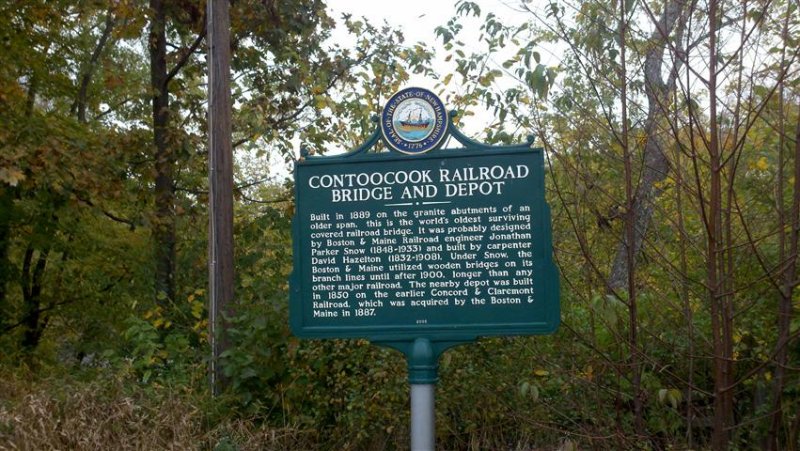 SEAL OF THE STATE OF NEW HAMPSHIRE
1776
CONTOOCOOK RAILROAD
BRIDGE AND DEPOT
Built in 1889 on the granite abutments of an
older span, this is the world's oldest surviving
covered railroad bridge. It was probably designed
by Boston & Maine Railroad engineer Jonathan
Parker Snow (1848-1933) and built by carpenter
David Hazelton (1832-1908). Under Snow, the
Boston & Maine utilized wooden bridges on its
branch lines until after 1900, longer than any
other major railroad. The nearby depot was built
in 1850 on the earlier Concord & Claremont
Railroad, which was acquired by the Boston &
Maine in 1887.